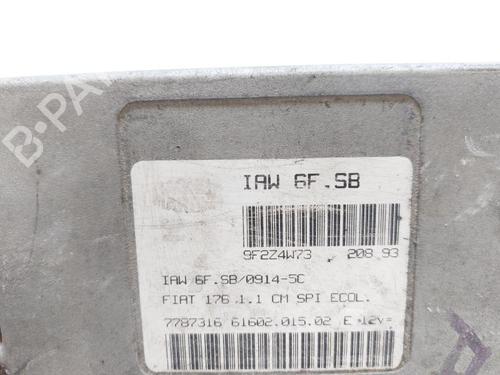 B-PARTS
IAW 6F.SB
9F2Z4W73 208 93
IAW 6F.SB/0914-5C
FIAT 176 1.1 CM SPI ECOL.
7787316 61602.015.02 E 12V=